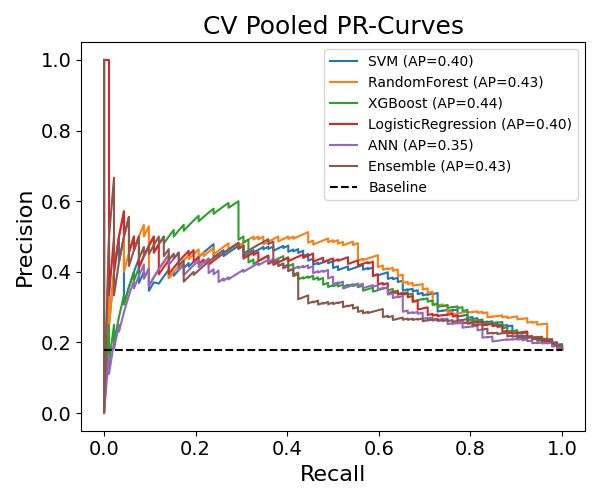 CV Pooled PR-Curves
SVM (AP=0.40)
RandomForest (AP=0.43)
XGBoost (AP=0.44)
LogisticRegression (AP=0.40)
ANN (AP=0.35)
Ensemble (AP=0.43)
Baseline
Precision
1.0
0.8
0.6
0.4
0.2
0.0
0.0 0.2 0.4 0.6 0.8 1.0
Recall